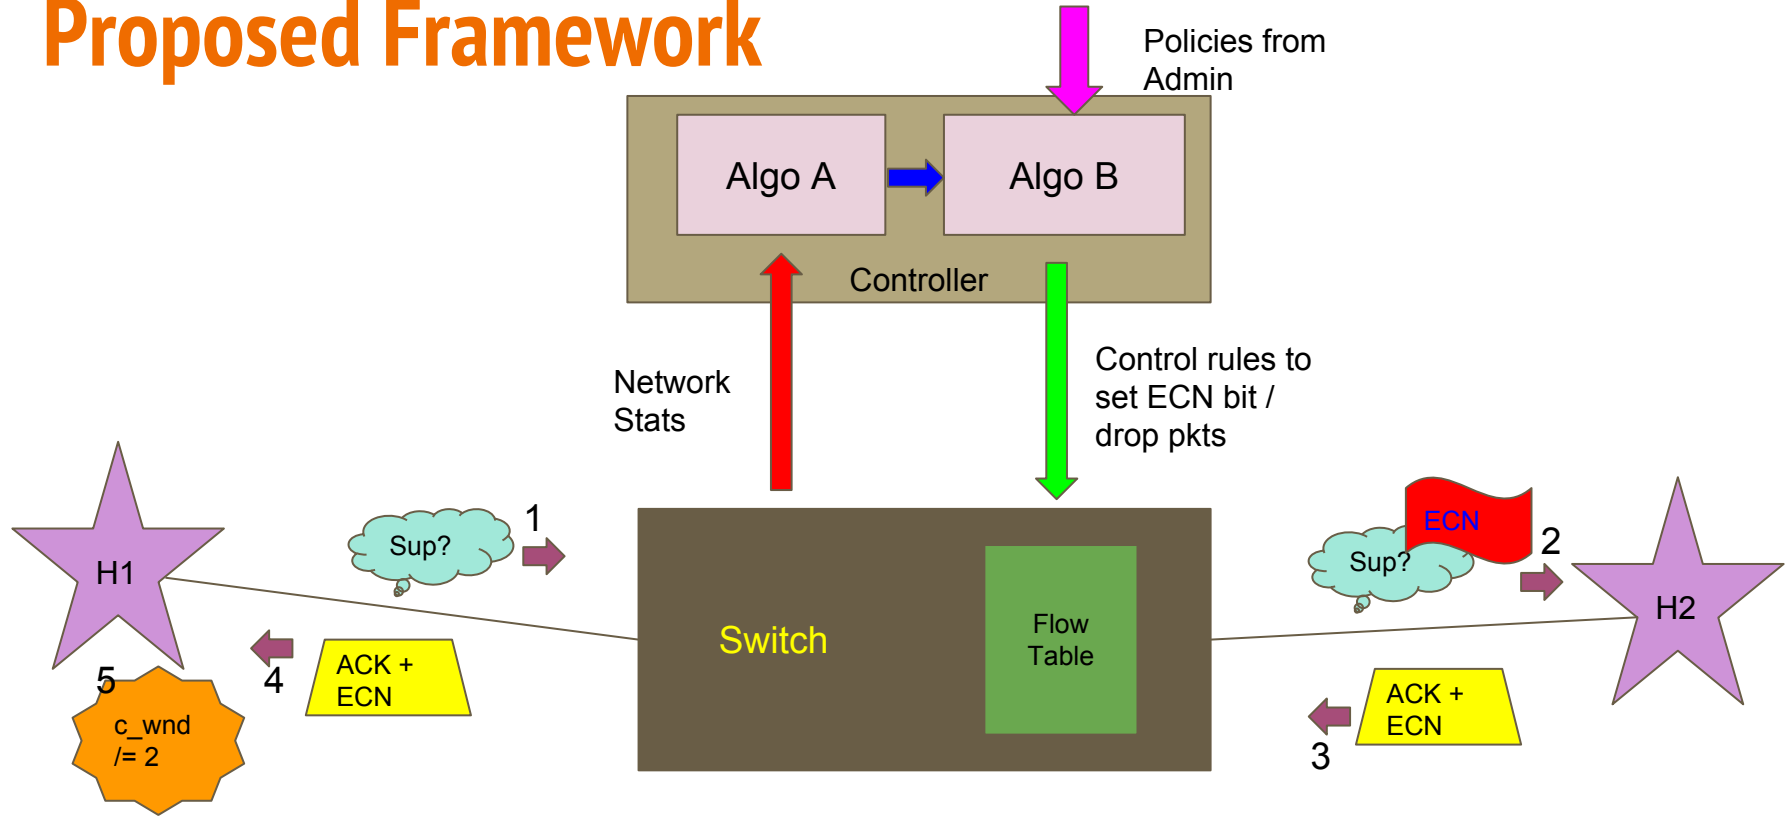 Proposed Framework
Policies from
Admin
Algo A
Algo B
Controller
Network
Stats
Control rules to
set ECN bit /
drop pkts
H1
Sup?
1
Switch
Flow
Table
Sup?
ECN
2
H2
ACK +
ECN
4
5
c_wnd
/= 2
ACK +
ECN
3